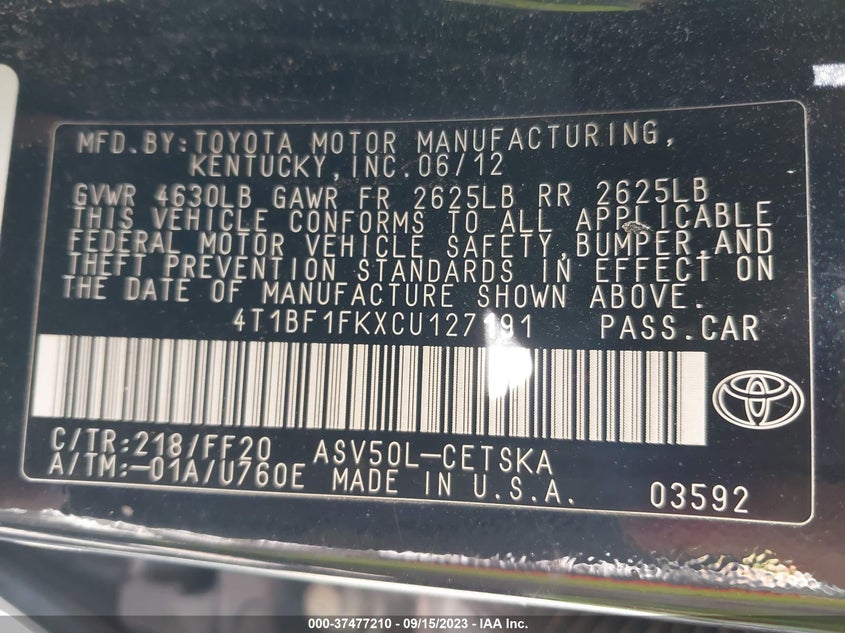 MFD.BY:TOYOTA MOTOR MANUFACTURING,
KENTUCKY,INC.06/12
GVWR 4630LB GAWR FR 2625LB RR 2625LB
THIS VEHICLE CONFORMS TO ALL APPLICABLE
FEDERAL MOTOR VEHICLE SAFETY,BUMPER,AND
THEFT PREVENTION STANDARDS IN EFFECT ON
THE DATE OF MANUFACTURE SHOWN ABOVE.
4T1BF1FKXCU127191 PASS.CAR
C/TR:218/FF20 ASV50L-CETSKA
A/TM:-01A/U760E MADE IN U.S.A. 03592
000-37477210 - 09/15/2023 - IAA Inc.